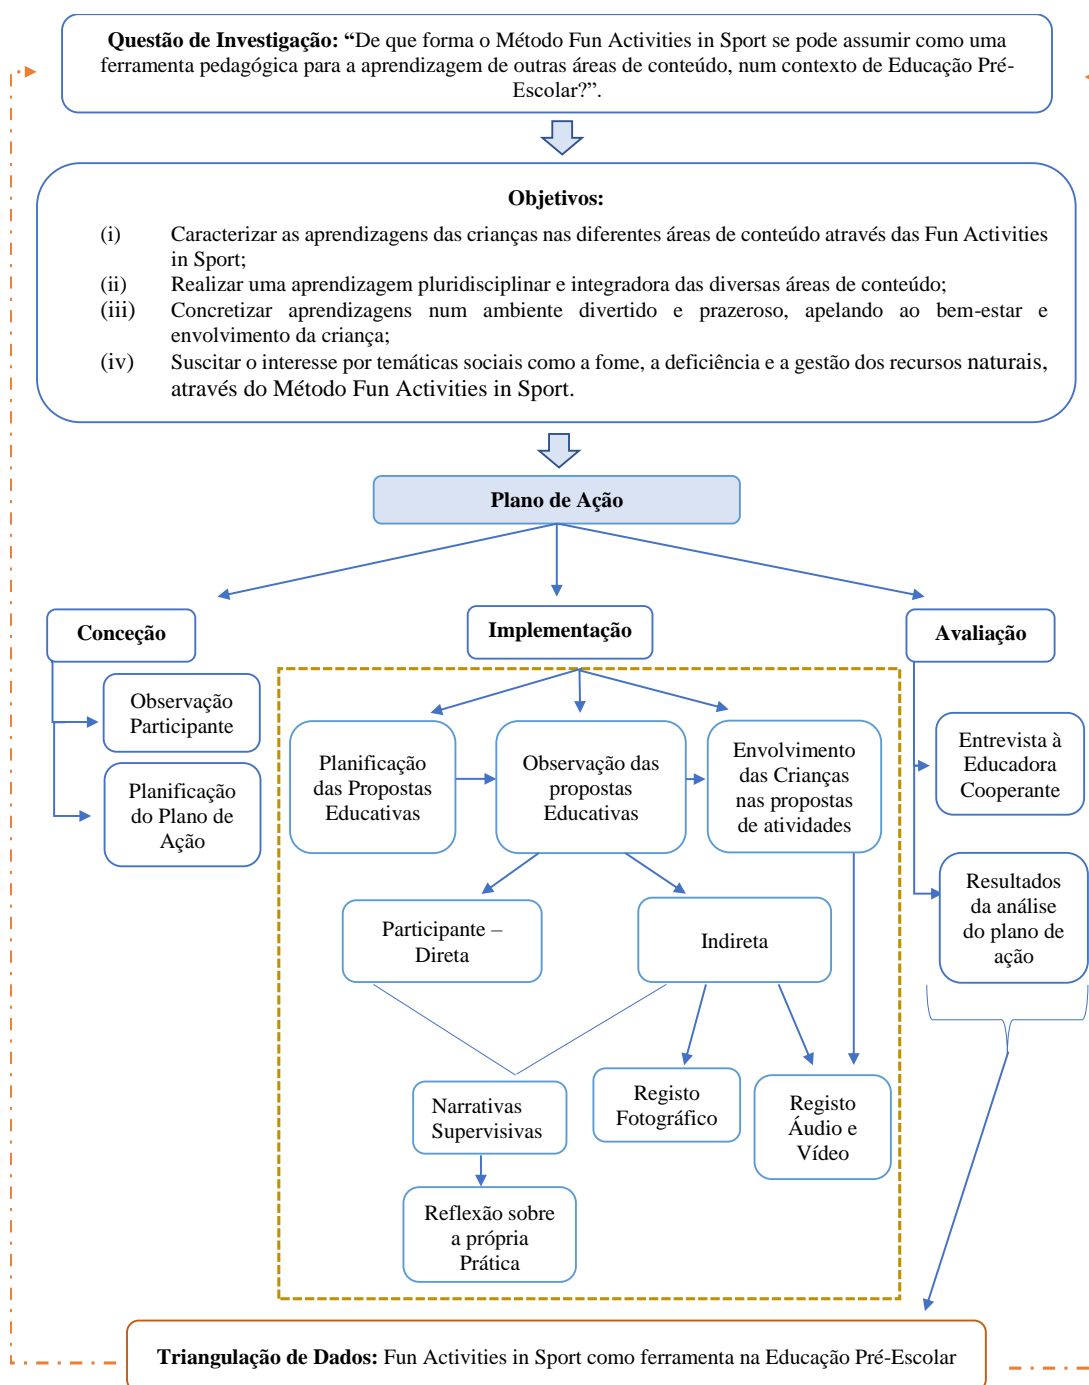 Questão de Investigação: “De que forma o Método Fun Activities in Sport se pode assumir como uma
ferramenta pedagógica para a aprendizagem de outras áreas de conteúdo, num contexto de Educação Pré-
Escolar?”.
Objetivos:
(i) Caracterizar as aprendizagens das crianças nas diferentes áreas de conteúdo através das Fun Activities
in Sport;
(ii) Realizar uma aprendizagem pluridisciplinar e integradora das diversas áreas de conteúdo;
(iii) Concretizar aprendizagens num ambiente divertido e prazeroso, apelando ao bem-estar e
envolvimento da criança;
(iv) Suscitar o interesse por temáticas sociais como a fome, a deficiência e a gestão dos recursos naturais,
através do Método Fun Activities in Sport.
Plano de Ação
Conceção
Observação
Participante
Planificação
do Plano de
Ação
Implementação
Planificação
das Propostas
Educativas
Observação das
propostas
Educativas
Envolvimento
das Crianças
nas propostas
de atividades
Participante –
Direta
Indireta
Narrativas
Supervisivas
Registo
Fotográfico
Registo
Áudio e
Vídeo
Reflexão sobre
a própria
Prática
Avaliação
Entrevista à
Educadora
Cooperante
Resultados
da análise
do plano de
ação
Triangulação de Dados: Fun Activities in Sport como ferramenta na Educação Pré-Escolar